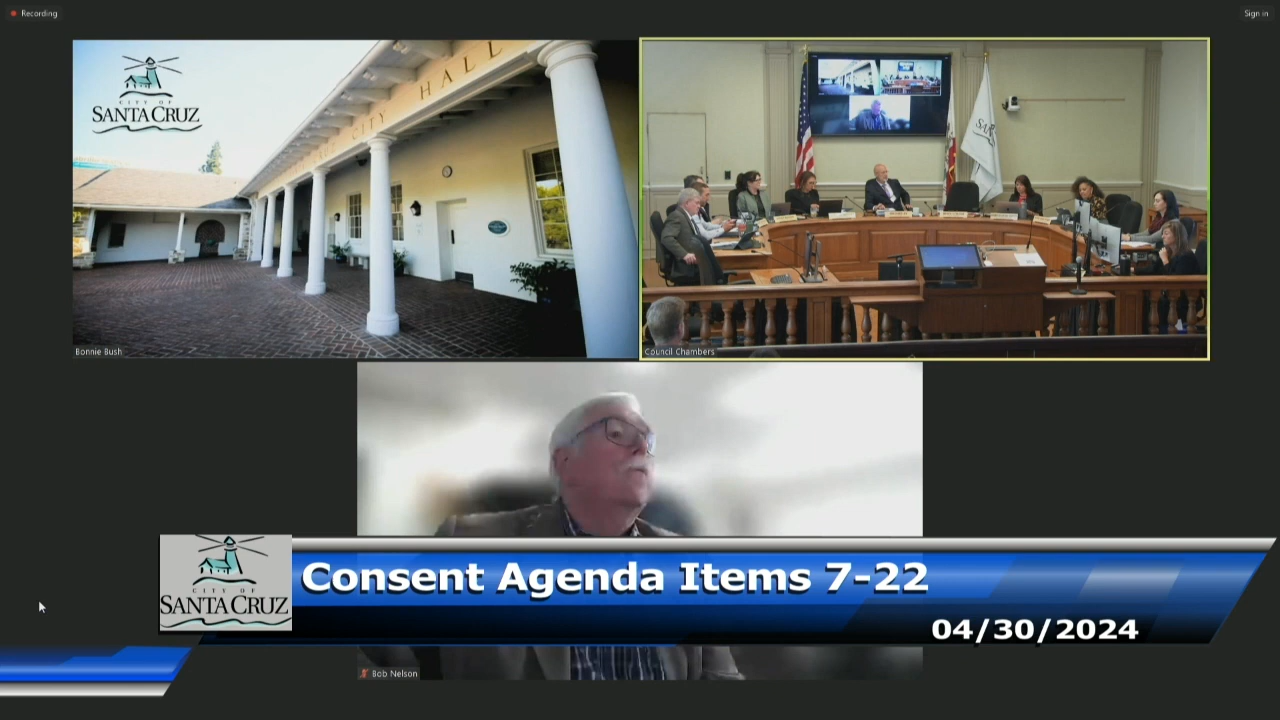 Recording
Sign in
CITY OF
SANTA CRUZ
CITY HALL
Bonnie Bush
Council Chambers
CITY OF
SANTA CRUZ
Consent Agenda Items 7-22
04/30/2024
Bob Nelson